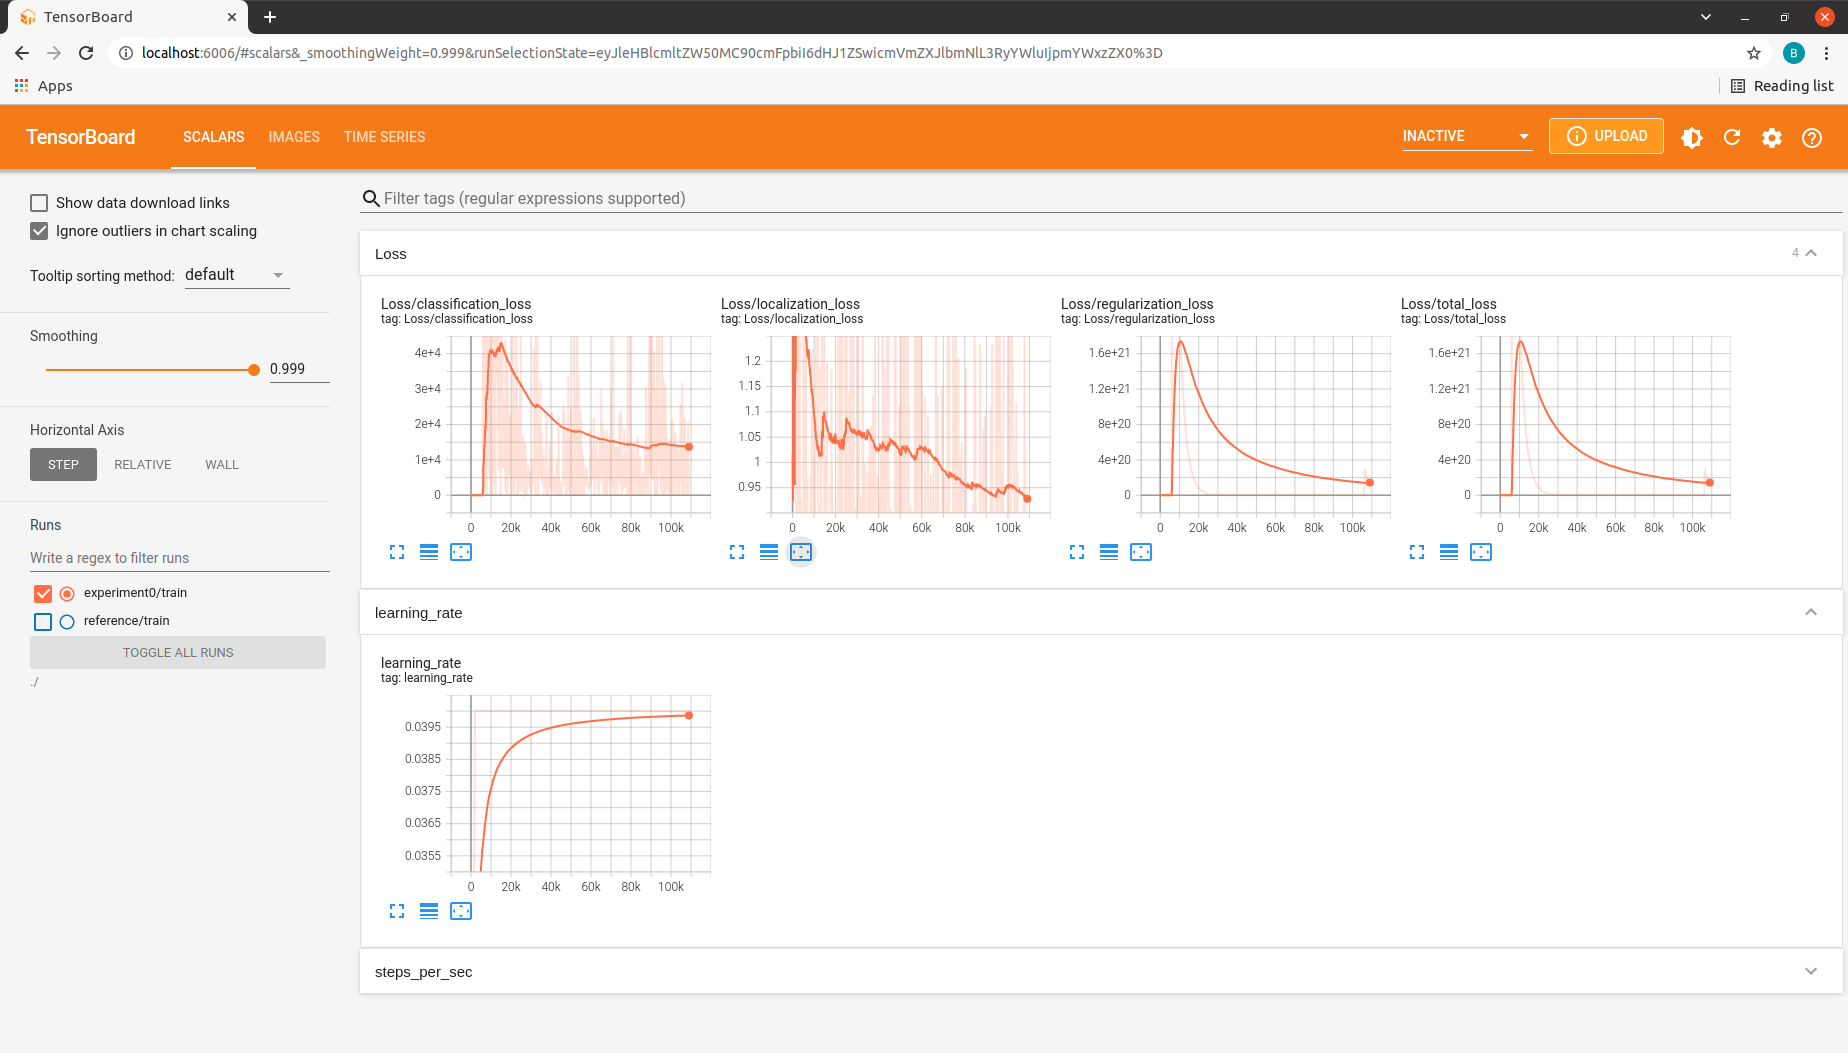 TensorBoard
localhost:6006/#scalars&_smoothingWeight=0.999&runSelectionState=eyJleHBlcmltZW50MC90cmFpbiI6dHJ1ZSwicmVmZXJlbmNlL3RyYWluIjpmYWxzZX0%3D
B
Apps
Reading list
TensorBoard SCALARS IMAGES TIME SERIES INACTIVE UPLOAD
Show data download links
Ignore outliers in chart scaling
Tooltip sorting method: default
Smoothing
0.999
Horizontal Axis
STEP RELATIVE WALL
Runs
Write a regex to filter runs
experiment0/train
reference/train
TOGGLE ALL RUNS
./
Filter tags (regular expressions supported)
Loss 4
Loss/classification_loss
tag: Loss/classification_loss
4e+4
3e+4
2e+4
1e+4
0
0 20k 40k 60k 80k 100k
Loss/localization_loss
tag: Loss/localization_loss
1.2
1.15
1.1
1.05
1
0.95
0 20k 40k 60k 80k 100k
Loss/regularization_loss
tag: Loss/regularization_loss
1.6e+21
1.2e+21
8e+20
4e+20
0
0 20k 40k 60k 80k 100k
Loss/total_loss
tag: Loss/total_loss
1.6e+21
1.2e+21
8e+20
4e+20
0
0 20k 40k 60k 80k 100k
learning_rate
learning_rate
tag: learning_rate
0.0395
0.0385
0.0375
0.0365
0.0355
0 20k 40k 60k 80k 100k
steps_per_sec